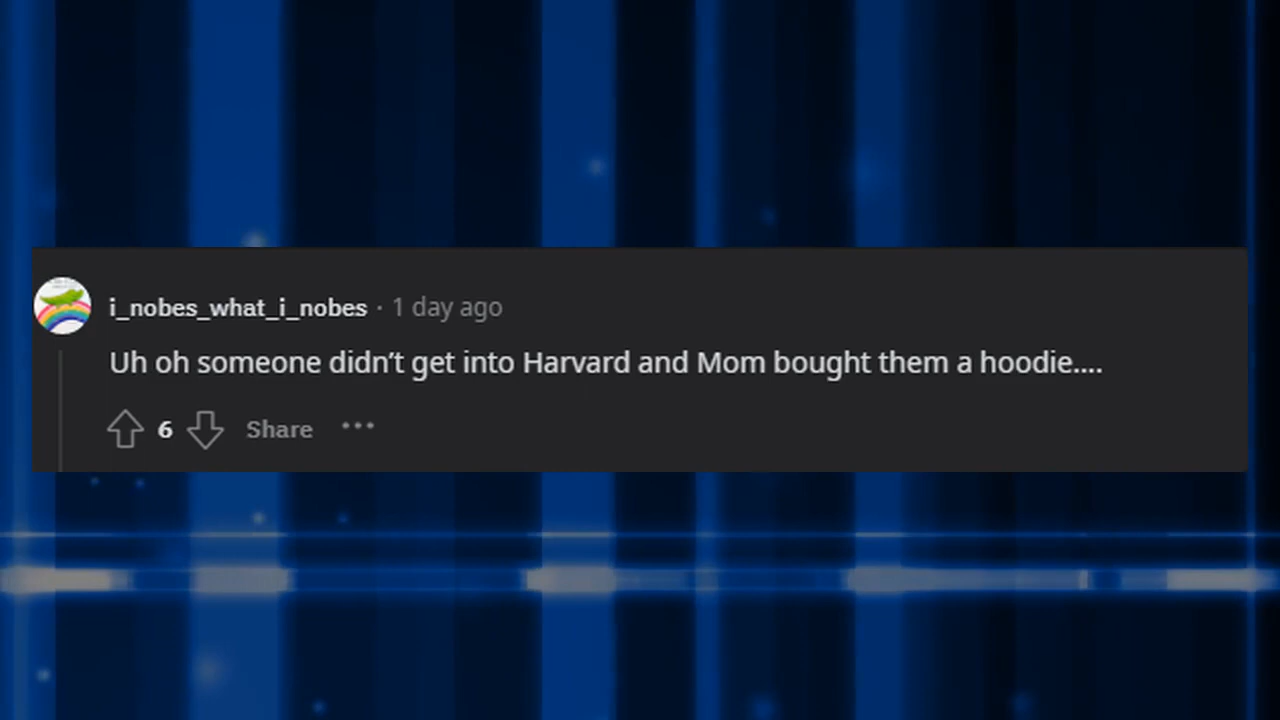 i_nobes_what_i_nobes · 1 day ago
Uh oh someone didn’t get into Harvard and Mom bought them a hoodie....
6 Share ...